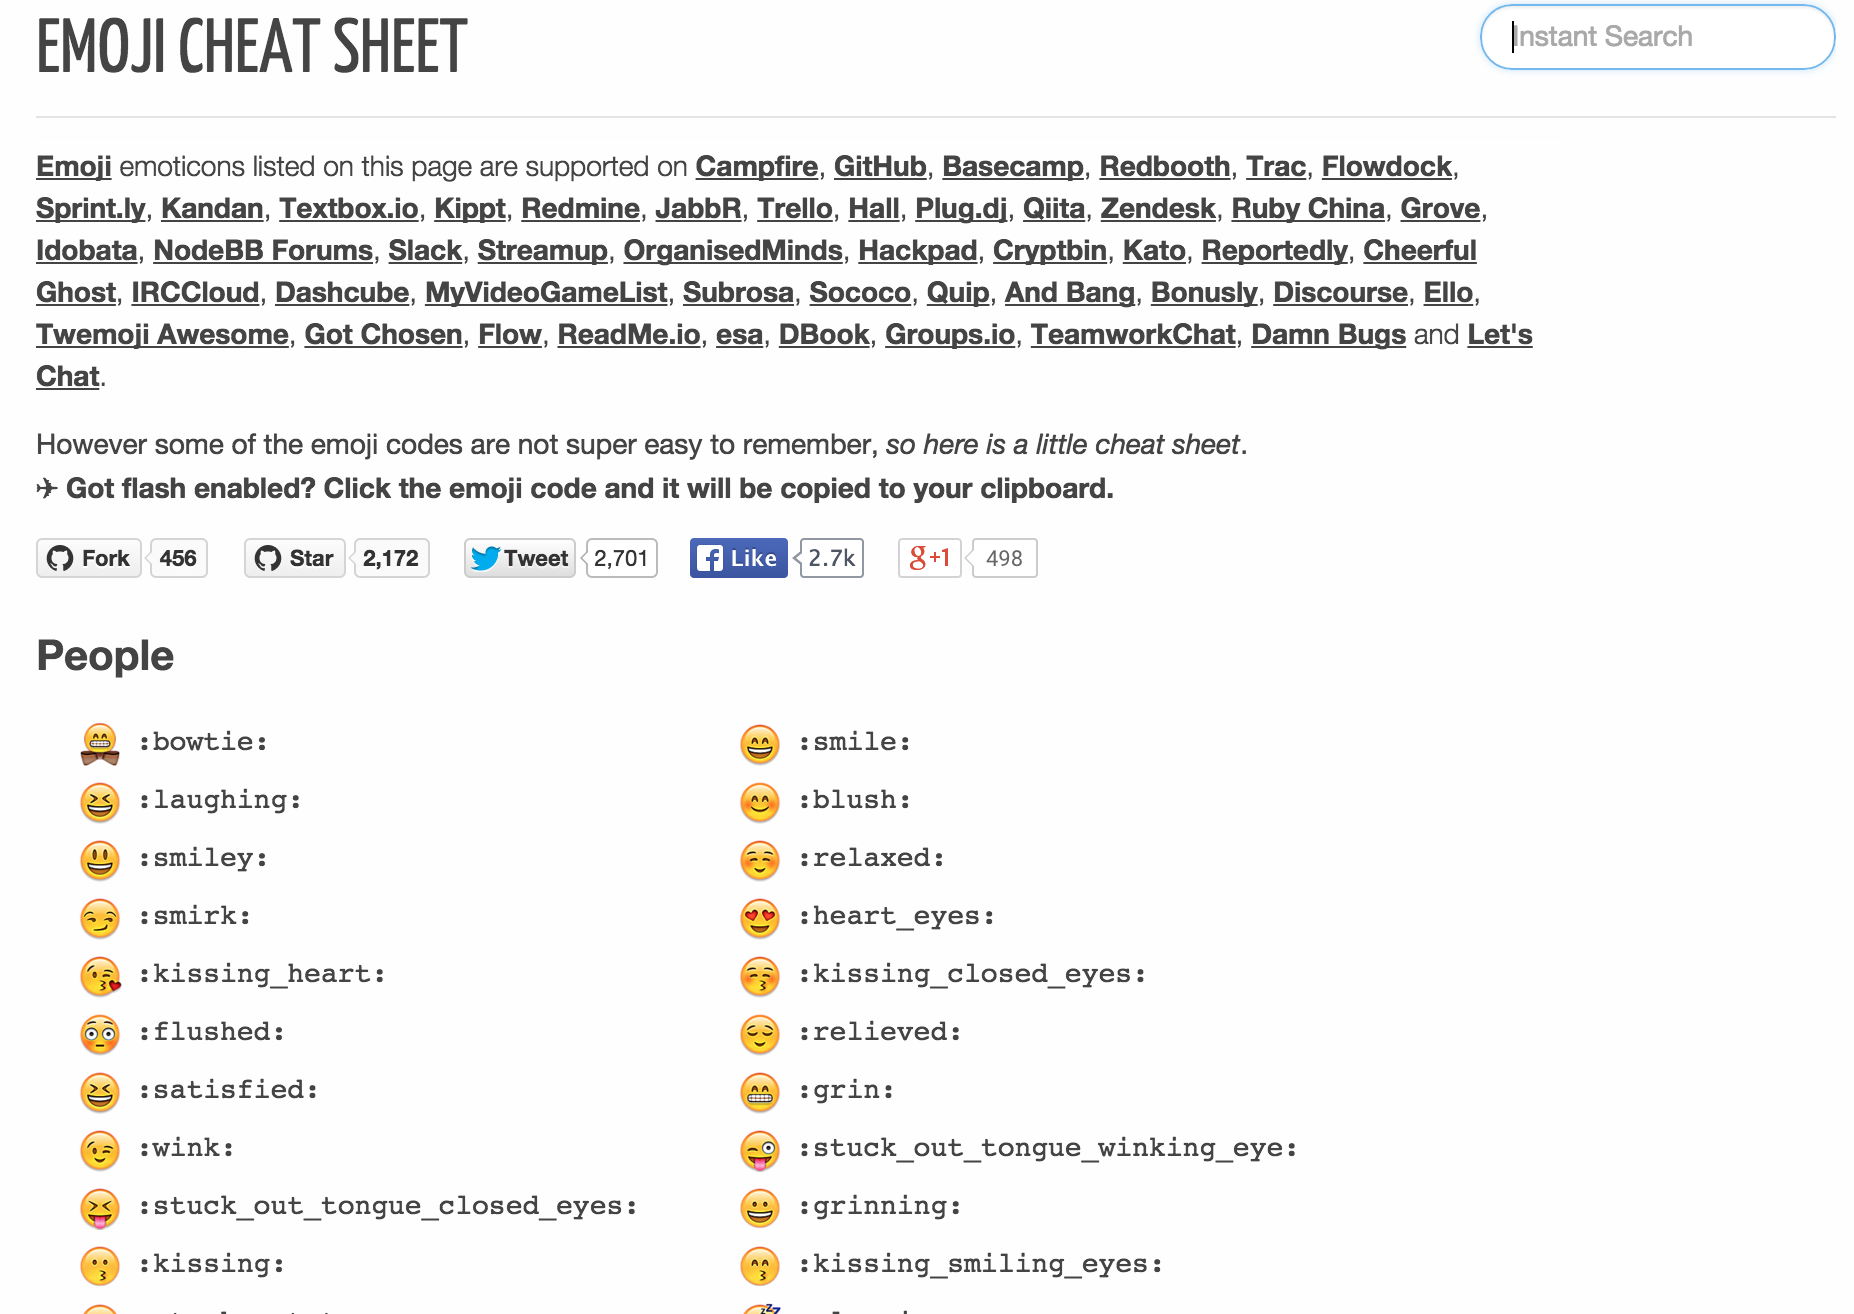 EMOJI CHEAT SHEET
Instant Search
Emoji emoticons listed on this page are supported on Campfire, GitHub, Basecamp, Redbooth, Trac, Flowdock,
Sprint.ly, Kandan, Textbox.io, Kippt, Redmine, JabbR, Trello, Hall, Plug.dj, Qiita, Zendesk, Ruby China, Grove,
Idobata, NodeBB Forums, Slack, Streamup, OrganisedMinds, Hackpad, Cryptbin, Kato, Reportedly, Cheerful
Ghost, IRCCloud, Dashcube, MyVideoGameList, Subrosa, Sococo, Quip, And Bang, Bonusly, Discourse, Ello,
Twemoji Awesome, Got Chosen, Flow, ReadMe.io, esa, DBook, Groups.io, TeamworkChat, Damn Bugs and Let's
Chat.
However some of the emoji codes are not super easy to remember, so here is a little cheat sheet.
✈ Got flash enabled? Click the emoji code and it will be copied to your clipboard.
Fork 456 Star 2,172 Tweet 2,701 Like 2.7k g+1 498
People
:bowtie: :smile:
:laughing: :blush:
:smiley: :relaxed:
:smirk: :heart_eyes:
:kissing_heart: :kissing_closed_eyes:
:flushed: :relieved:
:satisfied: :grin:
:wink: :stuck_out_tongue_winking_eye:
:stuck_out_tongue_closed_eyes: :grinning:
:kissing: :kissing_smiling_eyes: